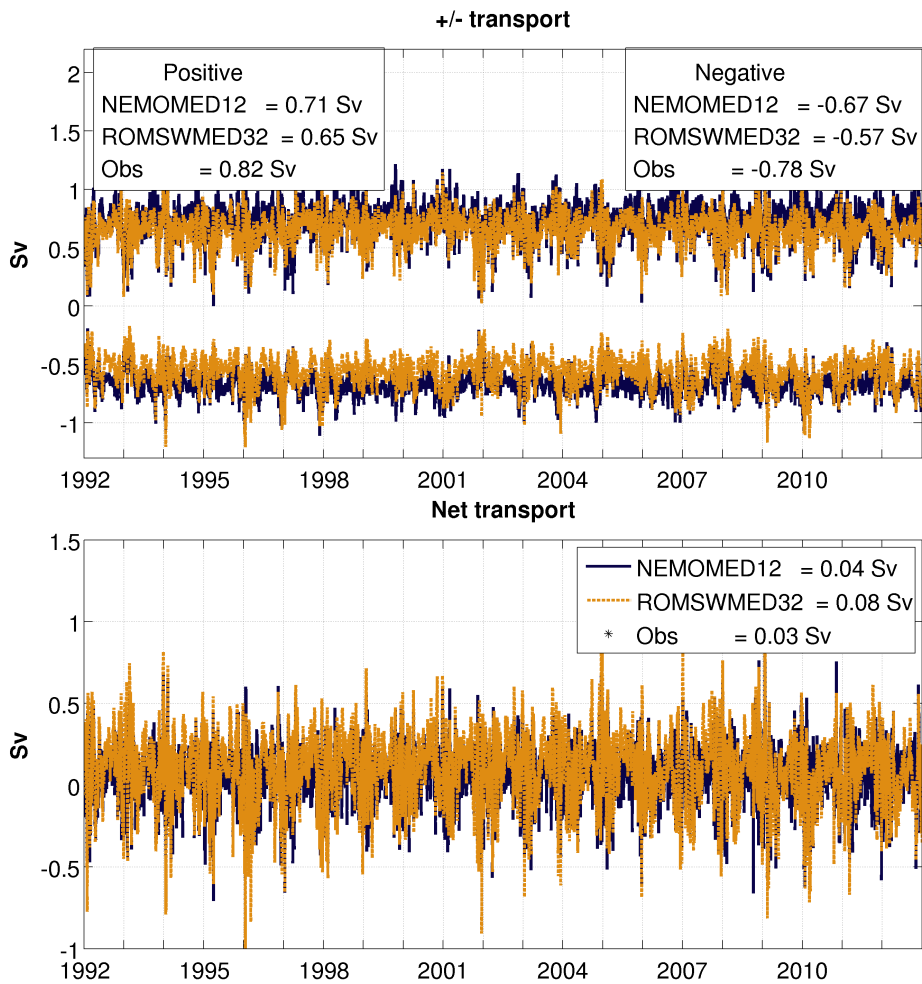 +/- transport
Positive
NEMOMED12 = 0.71 Sv
ROMSWMED32 = 0.65 Sv
Obs = 0.82 Sv
Negative
NEMOMED12 = -0.67 Sv
ROMSWMED32 = -0.57 Sv
Obs = -0.78 Sv
Sv
2
1.5
1
0.5
0
-0.5
-1
1992 1995 1998 2001 2004 2007 2010
Net transport
NEMOMED12 = 0.04 Sv
ROMSWMED32 = 0.08 Sv
* Obs = 0.03 Sv
Sv
1.5
1
0.5
0
-0.5
-1
1992 1995 1998 2001 2004 2007 2010